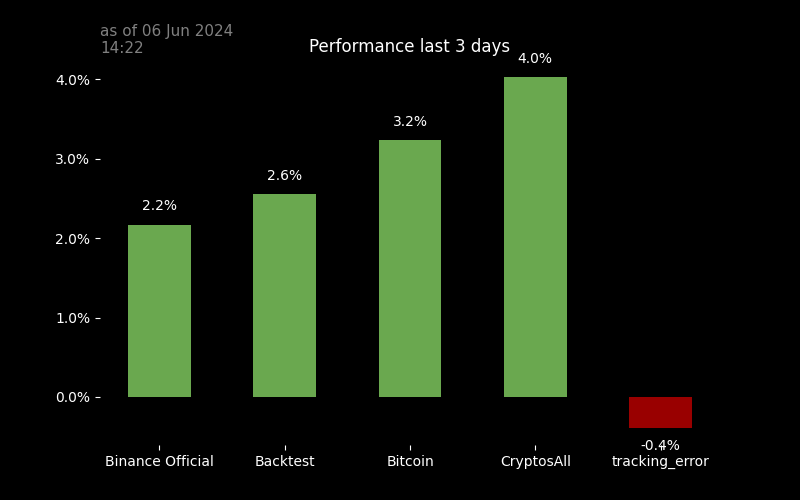 as of 06 Jun 2024
14:22
Performance last 3 days
4.0%
4.0%
3.2%
3.0%
2.6%
2.2%
2.0%
1.0%
0.0%
-0.4%
Binance Official
Backtest
Bitcoin
CryptosAll
tracking_error